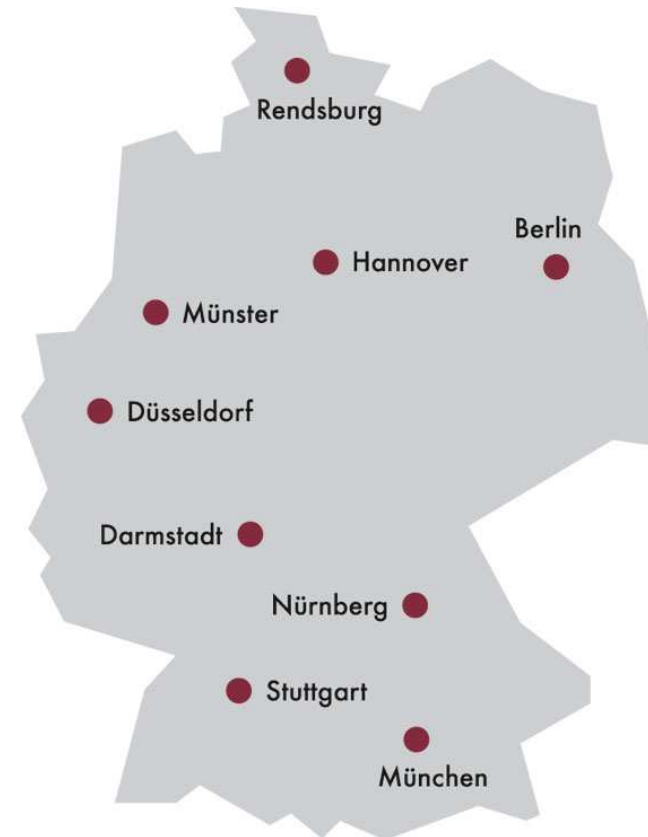 Rendsburg
Berlin
Hannover
Münster
Düsseldorf
Darmstadt
Nürnberg
Stuttgart
München